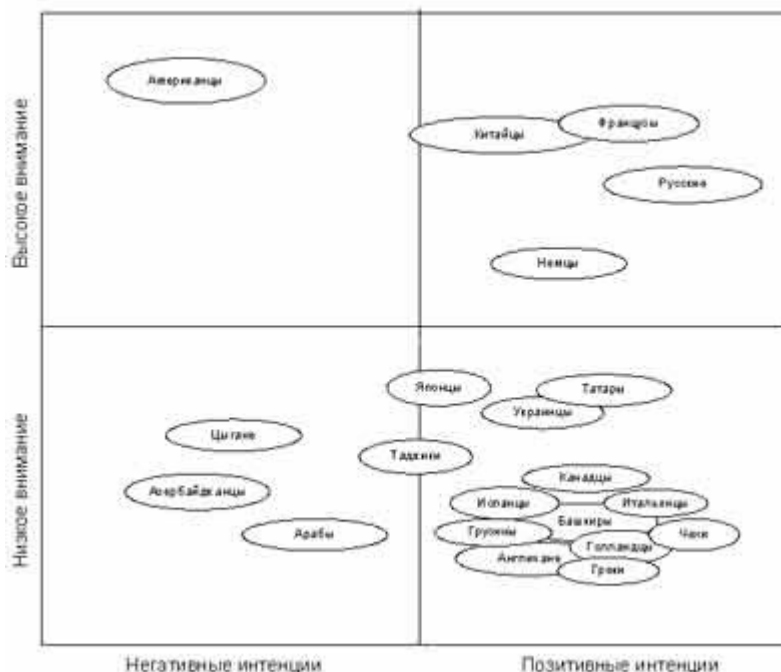 Высокое внимание
Низкое внимание
Американцы
Китайцы
Французы
Русские
Немцы
Японцы
Татары
Украинцы
Цыгане
Таджики
Азербайджанцы
Арабы
Канадцы
Испанцы
Итальянцы
Башкиры
Грузины
Чехи
Голландцы
Англичане
Греки
Негативные интенции
Позитивные интенции